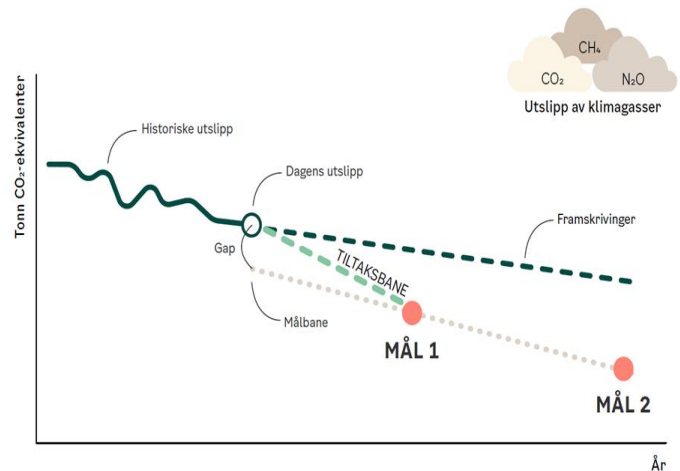 CH₄
CO₂
N₂O
Utslipp av klimagasser
Tonn CO₂-ekvivalenter
Historiske utslipp
Dagens utslipp
Framskrivinger
Gap
TILTAKSBANE
Målbane
MÅL 1
MÅL 2
År